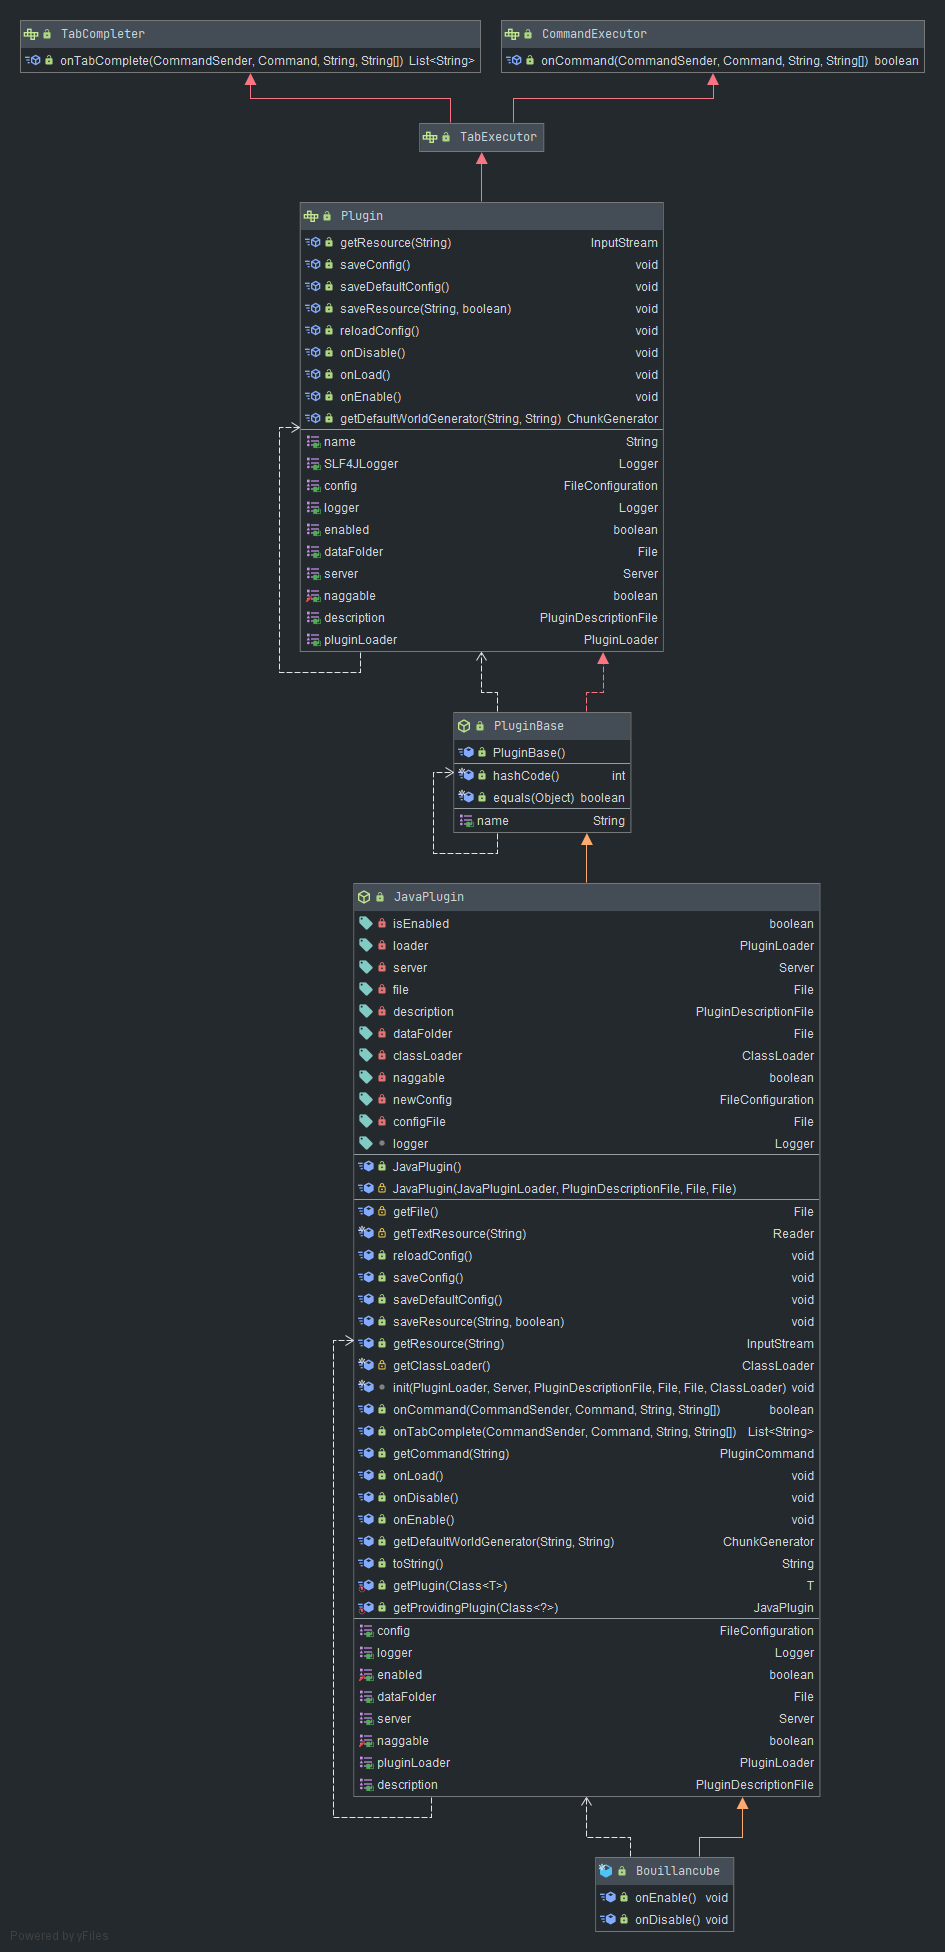 TabCompleter
onTabComplete(CommandSender, Command, String, String[]) List<String>
CommandExecutor
onCommand(CommandSender, Command, String, String[]) boolean
TabExecutor
Plugin
getResource(String) InputStream
saveConfig() void
saveDefaultConfig() void
saveResource(String, boolean) void
reloadConfig() void
onDisable() void
onLoad() void
onEnable() void
getDefaultWorldGenerator(String, String) ChunkGenerator
name String
SLF4JLogger Logger
config FileConfiguration
logger Logger
enabled boolean
dataFolder File
server Server
naggable boolean
description PluginDescriptionFile
pluginLoader PluginLoader
PluginBase
PluginBase()
hashCode() int
equals(Object) boolean
name String
JavaPlugin
isEnabled boolean
loader PluginLoader
server Server
file File
description PluginDescriptionFile
dataFolder File
classLoader ClassLoader
naggable boolean
newConfig FileConfiguration
configFile File
logger Logger
JavaPlugin()
JavaPlugin(JavaPluginLoader, PluginDescriptionFile, File, File)
getFile() File
getTextResource(String) Reader
reloadConfig() void
saveConfig() void
saveDefaultConfig() void
saveResource(String, boolean) void
getResource(String) InputStream
getClassLoader() ClassLoader
init(PluginLoader, Server, PluginDescriptionFile, File, File, ClassLoader) void
onCommand(CommandSender, Command, String, String[]) boolean
onTabComplete(CommandSender, Command, String, String[]) List<String>
getCommand(String) PluginCommand
onLoad() void
onDisable() void
onEnable() void
getDefaultWorldGenerator(String, String) ChunkGenerator
toString() String
getPlugin(Class<T>) T
getProvidingPlugin(Class<?>) JavaPlugin
config FileConfiguration
logger Logger
enabled boolean
dataFolder File
server Server
naggable boolean
pluginLoader PluginLoader
description PluginDescriptionFile
Bouillancube
onEnable() void
onDisable() void
Powered by yFiles